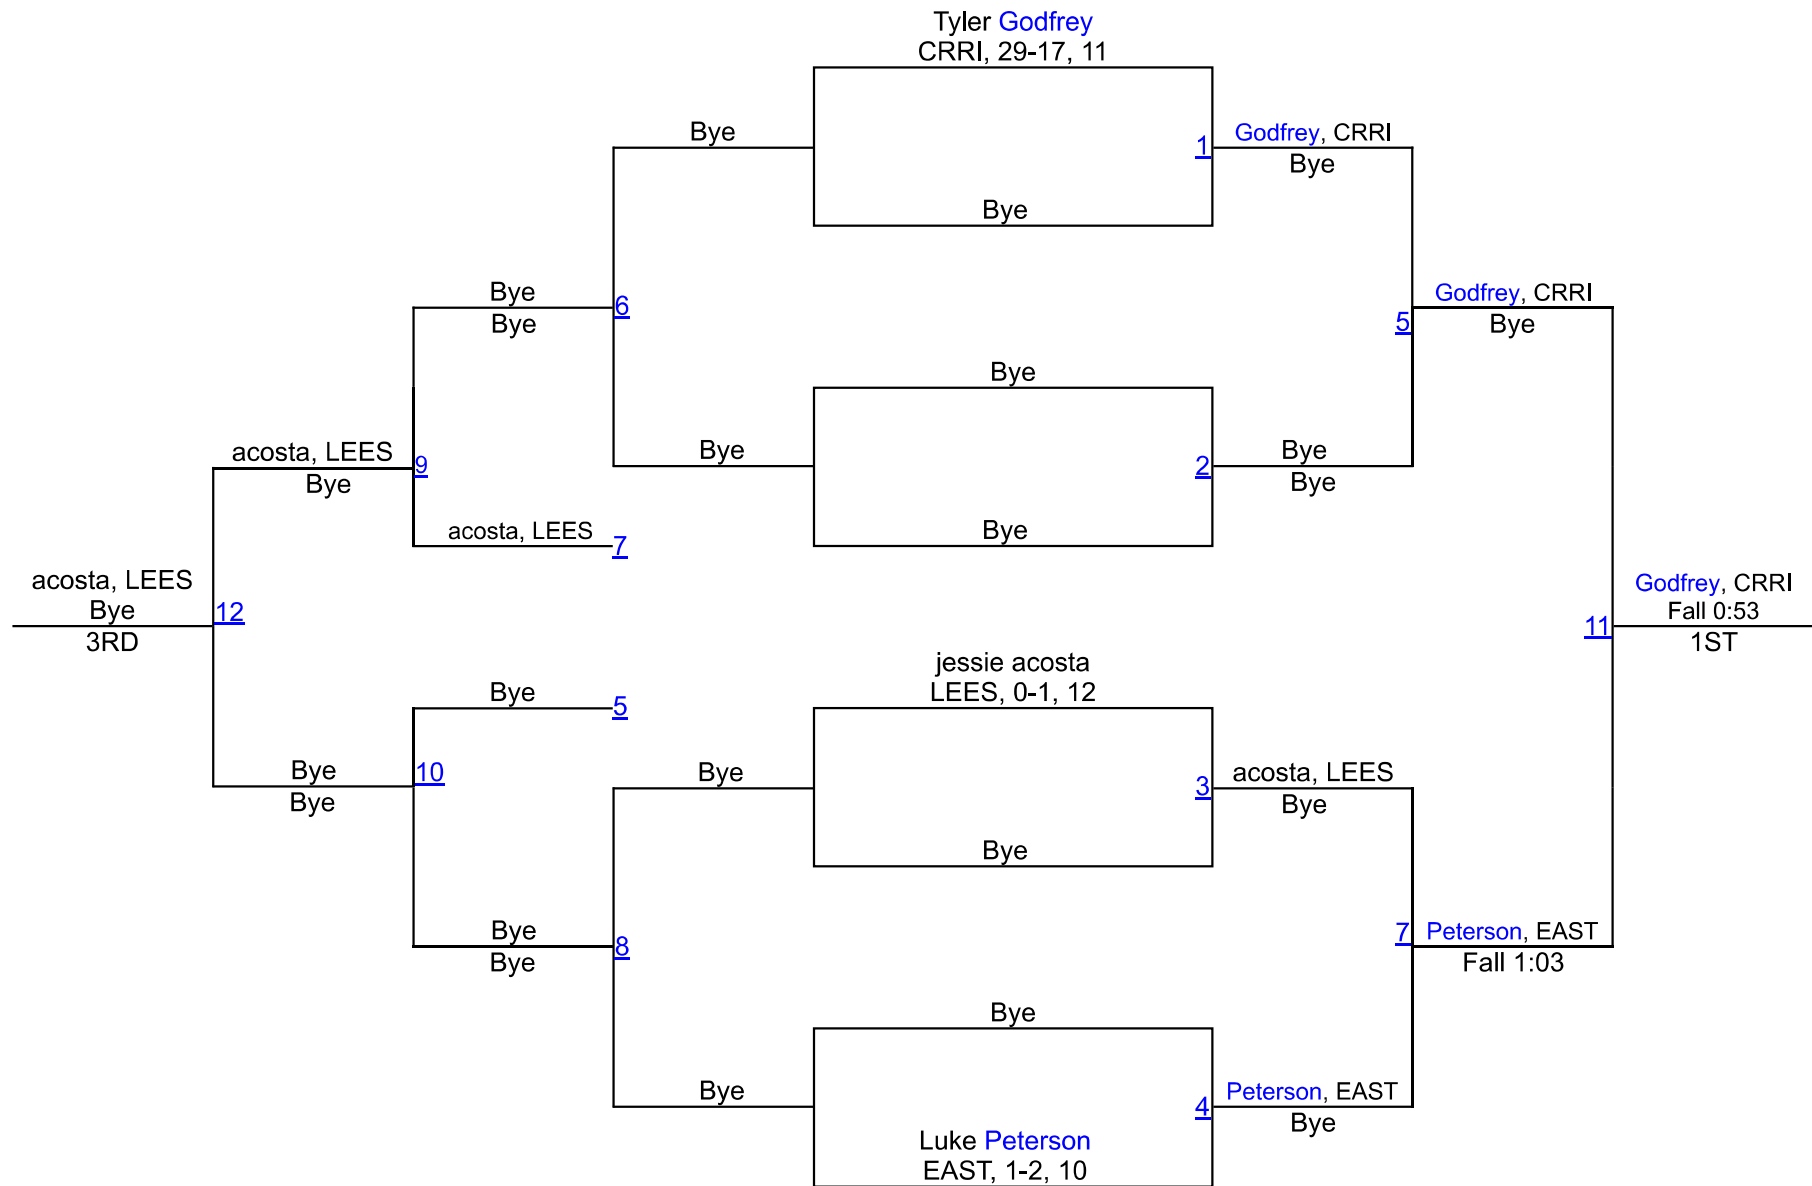 Tyler Godfrey
CRRI, 29-17, 11
Bye
1
Godfrey, CRRI
Bye
Bye
Bye
Bye
6
Godfrey, CRRI
Bye
5
Bye
acosta, LEES
Bye
9
Bye
2
Bye
Bye
Bye
acosta, LEES
7
acosta, LEES
Bye
3RD
12
Godfrey, CRRI
Fall 0:53
1ST
11
jessie acosta
LEES, 0-1, 12
Bye
5
Bye
Bye
10
Bye
3
acosta, LEES
Bye
Bye
Bye
Bye
8
7
Peterson, EAST
Fall 1:03
Bye
Bye
4
Peterson, EAST
Bye
Luke Peterson
EAST, 1-2, 10